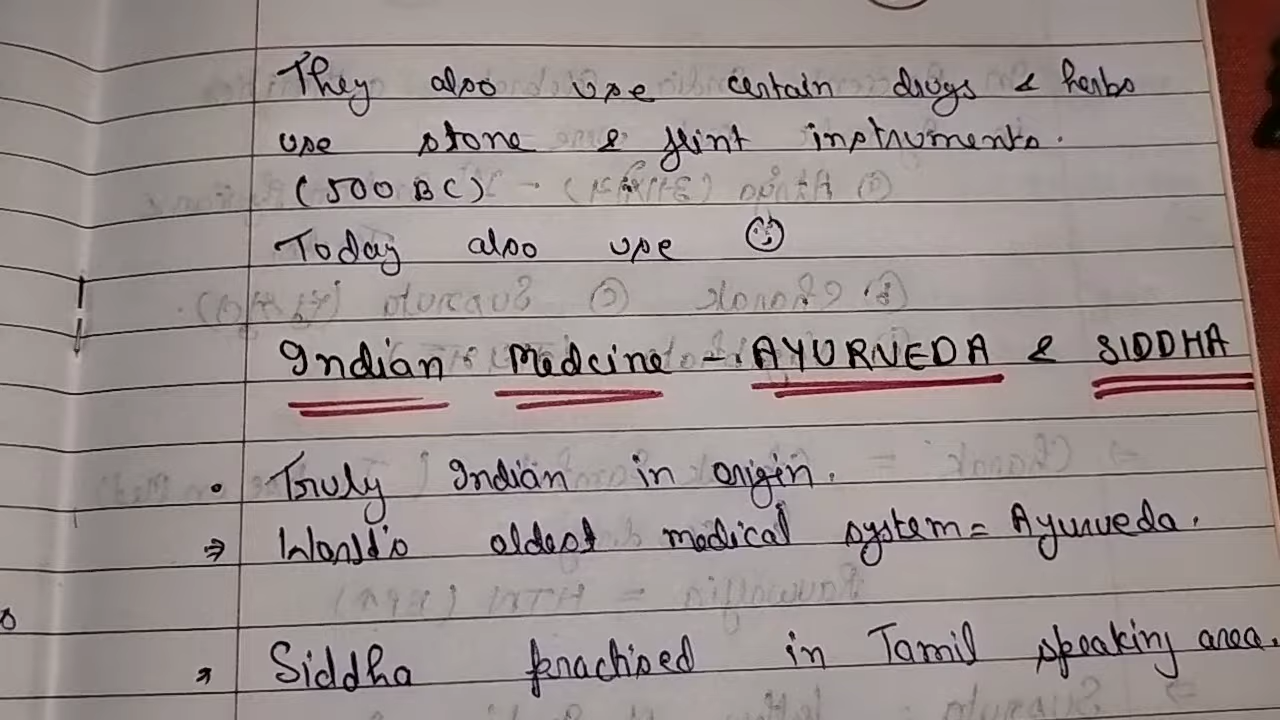 They also use certain drugs & herbs
use stone & flint instruments.
(500 BC)
Today also use ☺
Indian Medcine - AYURVEDA & SIDDHA
• Truly Indian in origin.
⇒ World's oldest medical system = Ayurveda.
→ Siddha practised in Tamil speaking area.